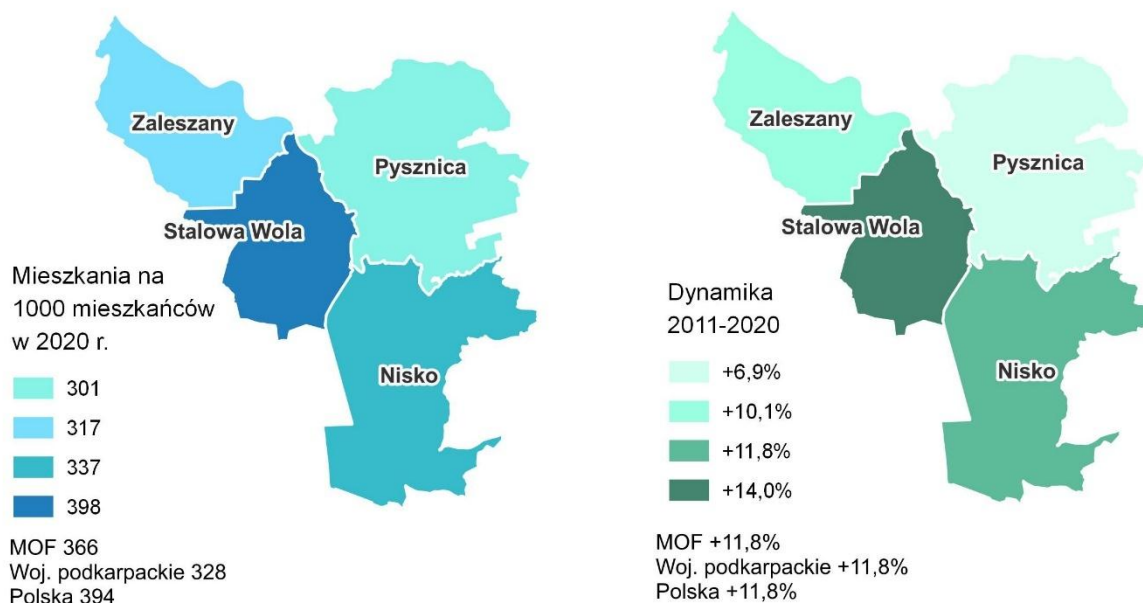 Zaleszany
Pysznica
Stalowa Wola
Nisko
Mieszkania na
1000 mieszkańców
w 2020 r.
301
317
337
398
MOF 366
Woj. podkarpackie 328
Polska 394
Zaleszany
Pysznica
Stalowa Wola
Nisko
Dynamika
2011-2020
+6,9%
+10,1%
+11,8%
+14,0%
MOF +11,8%
Woj. podkarpackie +11,8%
Polska +11,8%